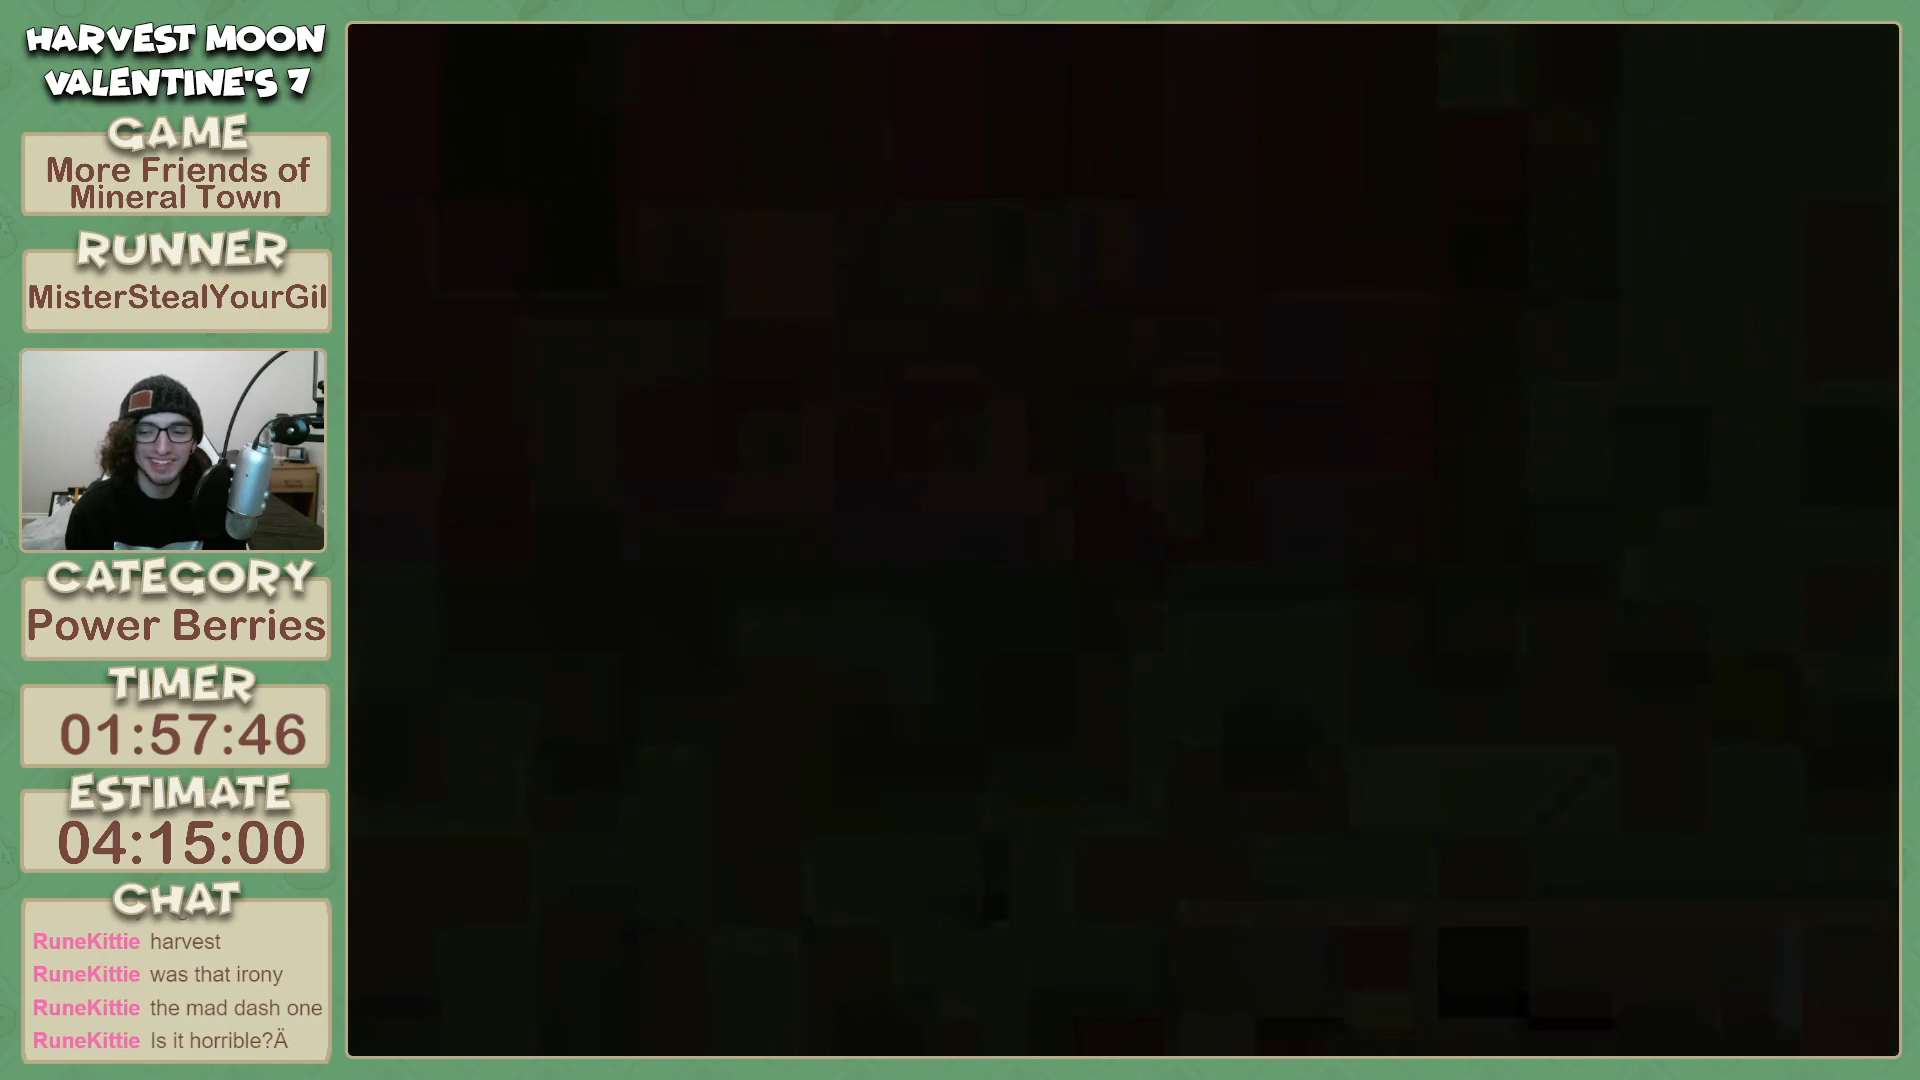 HARVEST MOON
VALENTINE'S 7
GAME
More Friends of
Mineral Town
RUNNER
MisterStealYourGil
CATEGORY
Power Berries
TIMER
01:57:46
ESTIMATE
04:15:00
CHAT
RuneKittie harvest
RuneKittie was that irony
RuneKittie the mad dash one
RuneKittie Is it horrible?Ä